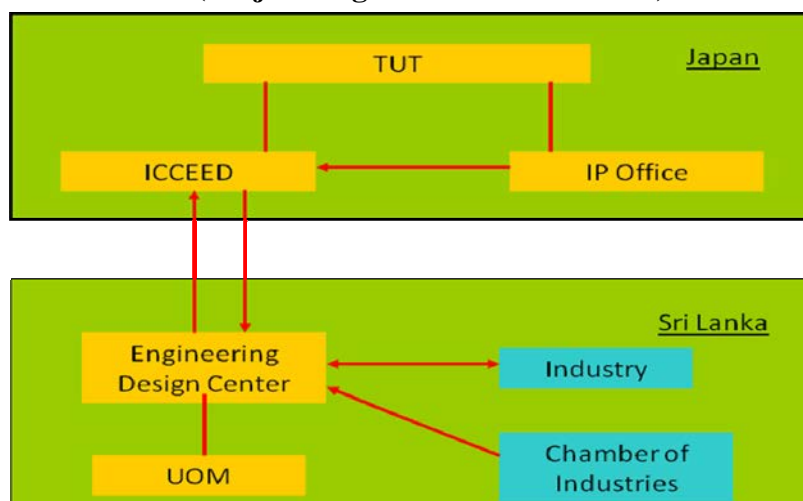 TUT
Japan
ICCEED
IP Office
Sri Lanka
Engineering
Design Center
Industry
UOM
Chamber of
Industries